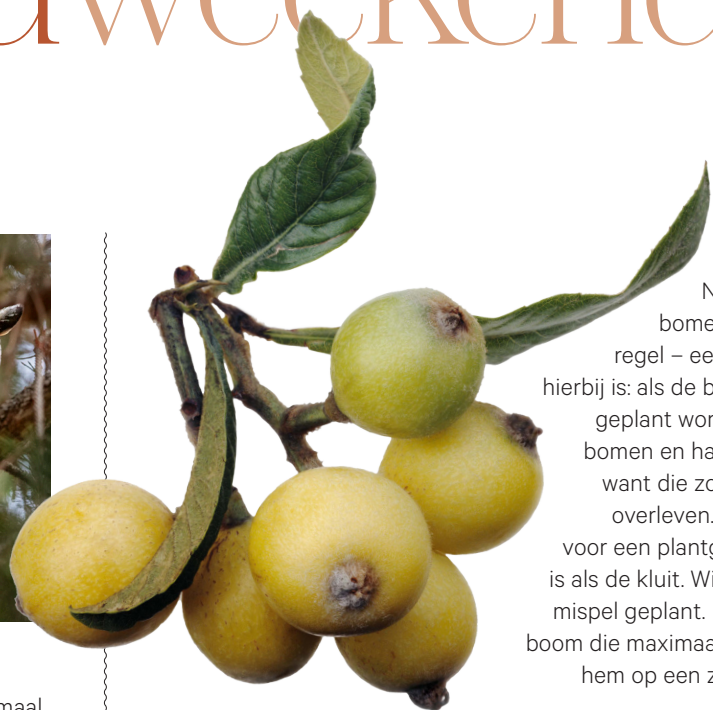 weekend
N
bome
regel – ee
hierbij is: als de b
geplant wor
bomen en ha
want die zo
overleven.
voor een plantg
is als de kluit. Wi
mispel geplant.
boom die maximaa
hem op een z
maal